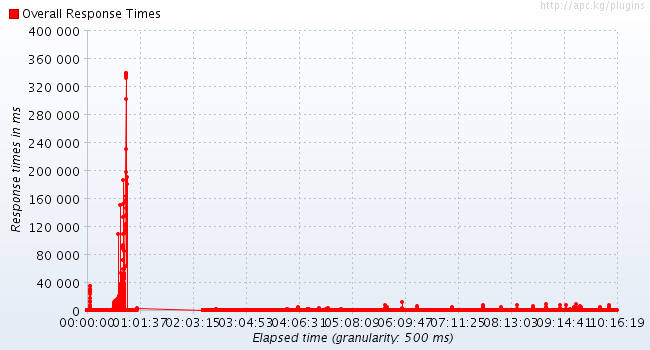 http://apc.kg/plugins
Overall Response Times
400 000
360 000
320 000
280 000
240 000
200 000
160 000
120 000
80 000
40 000
0
Response times in ms
00:00:00 01:01:37 02:03:15 03:04:53 04:06:31 05:08:09 06:09:47 07:11:25 08:13:03 09:14:41 10:16:19
Elapsed time (granularity: 500 ms)